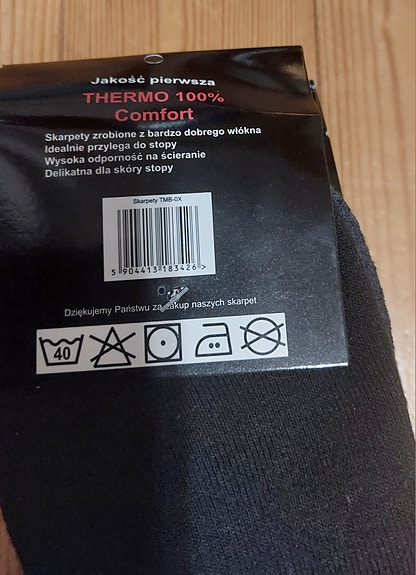 Jakość pierwsza
THERMO 100%
Comfort
Skarpety zrobione z bardzo dobrego włókna
Idealnie przylega do stopy
Wysoka odporność na ścieranie
Delikatna dla skóry stopy
Skarpety TMB-0X
5 904413 183426 >
Dziękujemy Państwu za zakup naszych skarpet
40